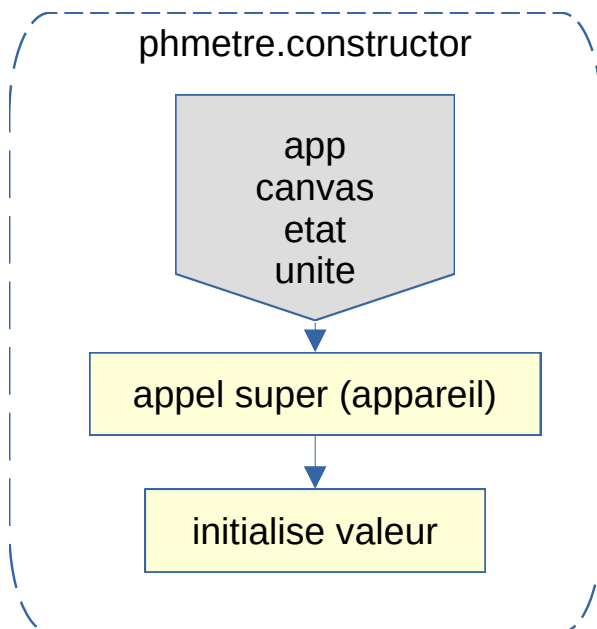 phmetre.constructor
app
canvas
etat
unite
appel super (appareil)
initialise valeur